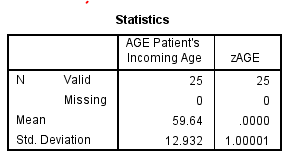 Statistics
AGE Patient's
Incoming Age zAGE
N Valid 25 25
Missing 0 0
Mean 59.64 .0000
Std. Deviation 12.932 1.00001